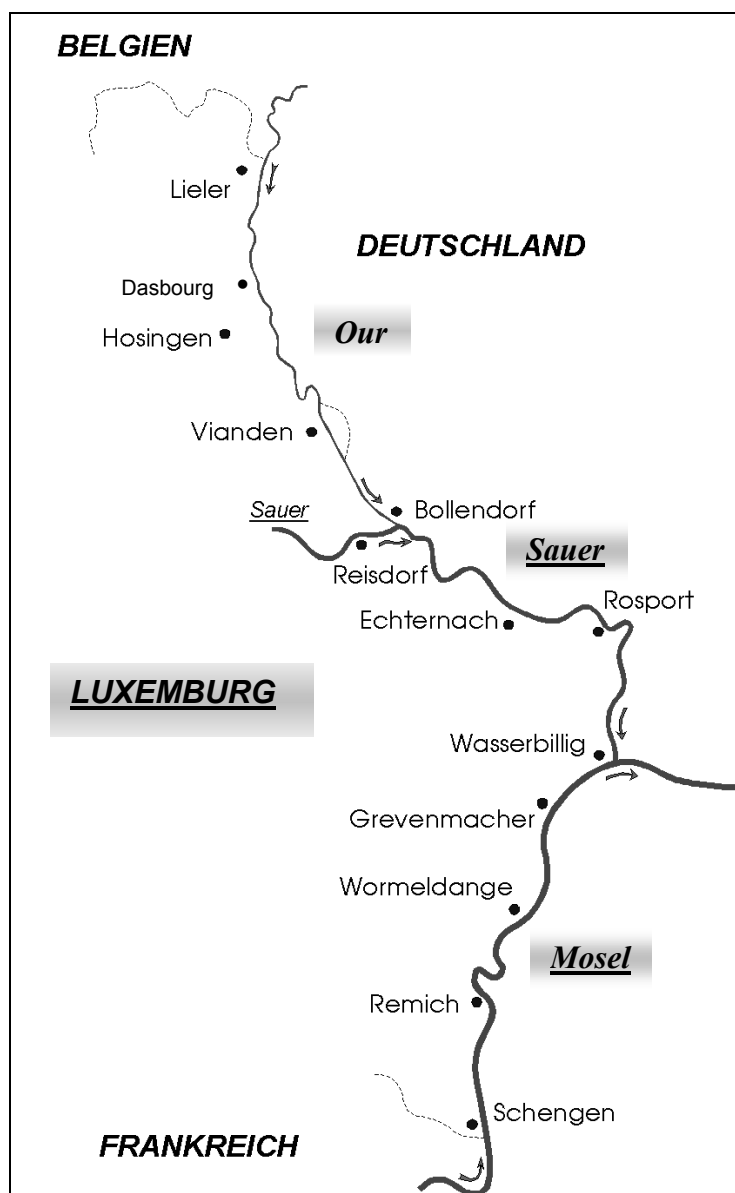 BELGIEN
Lieler
DEUTSCHLAND
Dasbourg
Our
Hosingen
Vianden
Sauer
Bollendorf
Sauer
Reisdorf
Rosport
Echternach
LUXEMBURG
Wasserbillig
Grevenmacher
Wormeldange
Mosel
Remich
Schengen
FRANKREICH